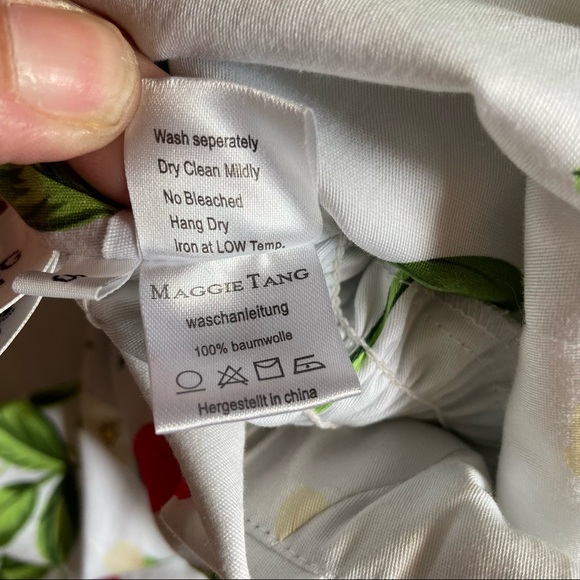 Wash seperately
Dry Clean Mildly
No Bleached
Hang Dry
Iron at LOW Temp.
MAGGIE TANG
waschanleitung
100% baumwolle
Hergestellt in china